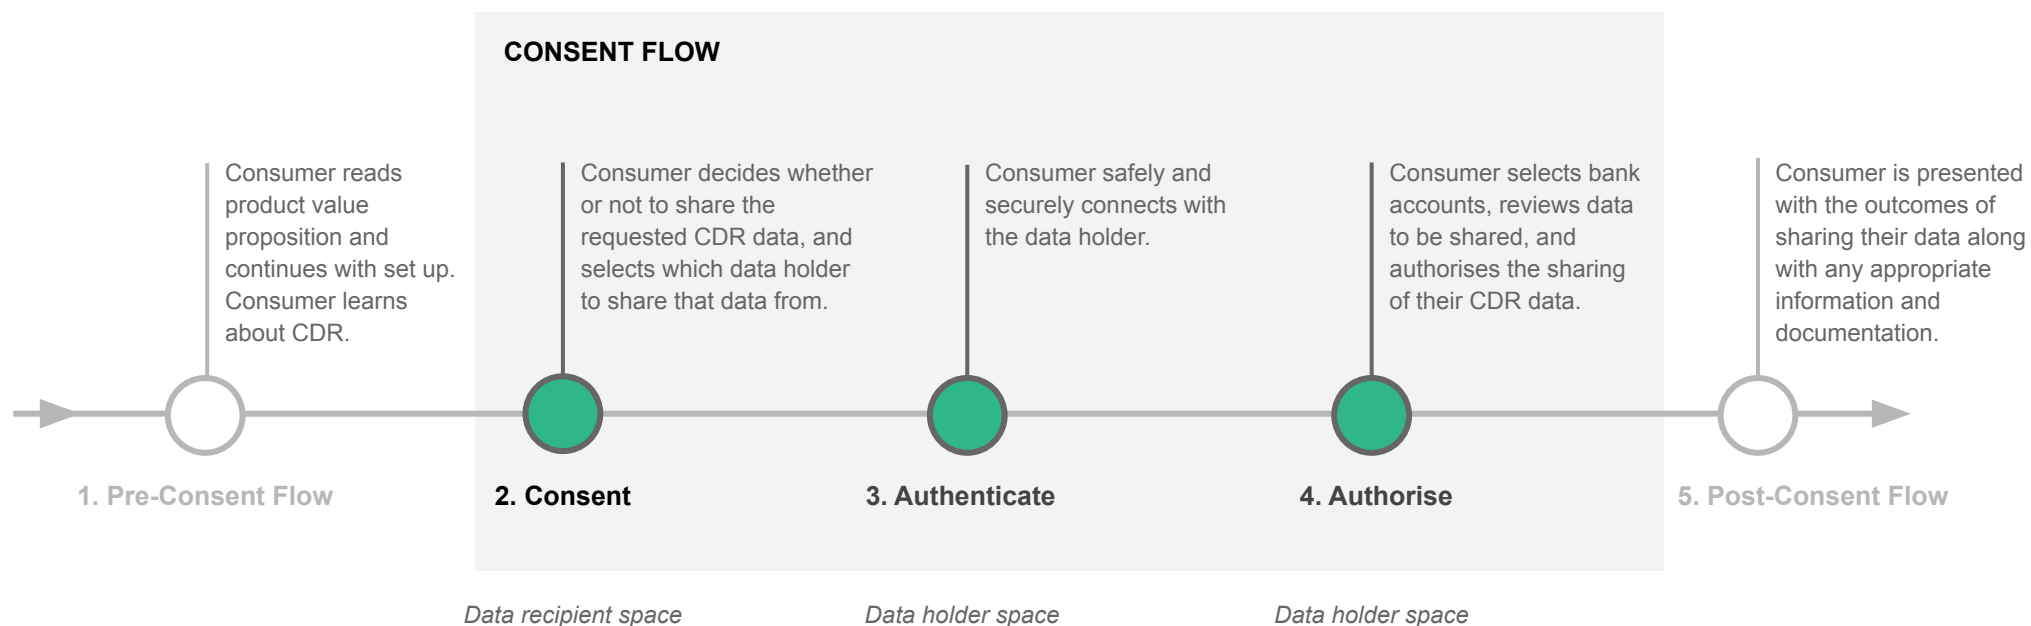 CONSENT FLOW
Consumer reads
product value
proposition and
continues with set up.
Consumer learns
about CDR.
Consumer decides whether
or not to share the
requested CDR data, and
selects which data holder
to share that data from.
Consumer safely and
securely connects with
the data holder.
Consumer selects bank
accounts, reviews data
to be shared, and
authorises the sharing
of their CDR data.
Consumer is presented
with the outcomes of
sharing their data along
with any appropriate
information and
documentation.
1. Pre-Consent Flow
2. Consent
3. Authenticate
4. Authorise
5. Post-Consent Flow
Data recipient space
Data holder space
Data holder space